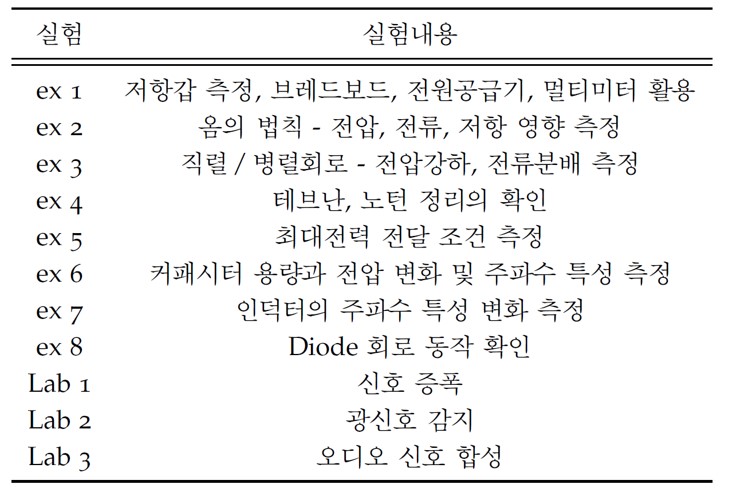 실험 실험내용
ex 1 저항갑 측정, 브레드보드, 전원공급기, 멀티미터 활용
ex 2 옴의 법칙 - 전압, 전류, 저항 영향 측정
ex 3 직렬 / 병렬회로 - 전압강하, 전류분배 측정
ex 4 테브난, 노턴 정리의 확인
ex 5 최대전력 전달 조건 측정
ex 6 커패시터 용량과 전압 변화 및 주파수 특성 측정
ex 7 인덕터의 주파수 특성 변화 측정
ex 8 Diode 회로 동작 확인
Lab 1 신호 증폭
Lab 2 광신호 감지
Lab 3 오디오 신호 합성